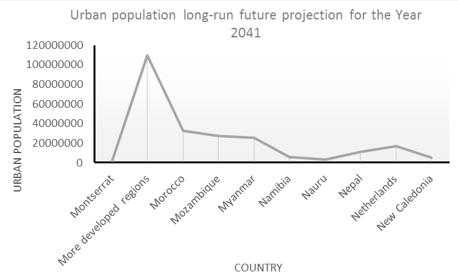 Urban population long-run future projection for the Year
2041
120000000
100000000
80000000
60000000
40000000
20000000
0
URBAN POPULATION
Montserrat
More developed regions
Morocco
Mozambique
Myanmar
Namibia
Nauru
Nepal
Netherlands
New Caledonia
COUNTRY